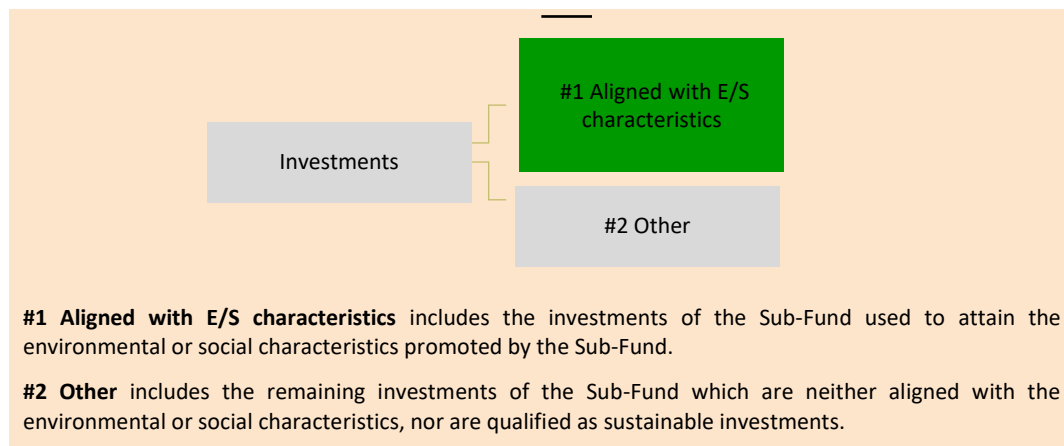 #1 Aligned with E/S
characteristics
Investments
#2 Other
#1 Aligned with E/S characteristics includes the investments of the Sub-Fund used to attain the
environmental or social characteristics promoted by the Sub-Fund.
#2 Other includes the remaining investments of the Sub-Fund which are neither aligned with the
environmental or social characteristics, nor are qualified as sustainable investments.